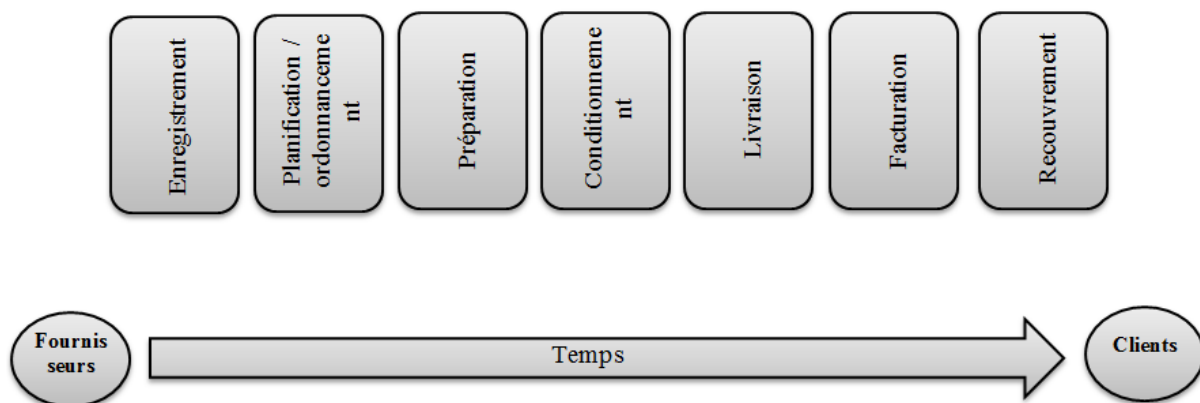 Enregistrement
Planification /
ordonnanceme
nt
Préparation
Conditionneme
nt
Livraison
Facturation
Recouvrement
Fournis
seurs
Temps
Clients